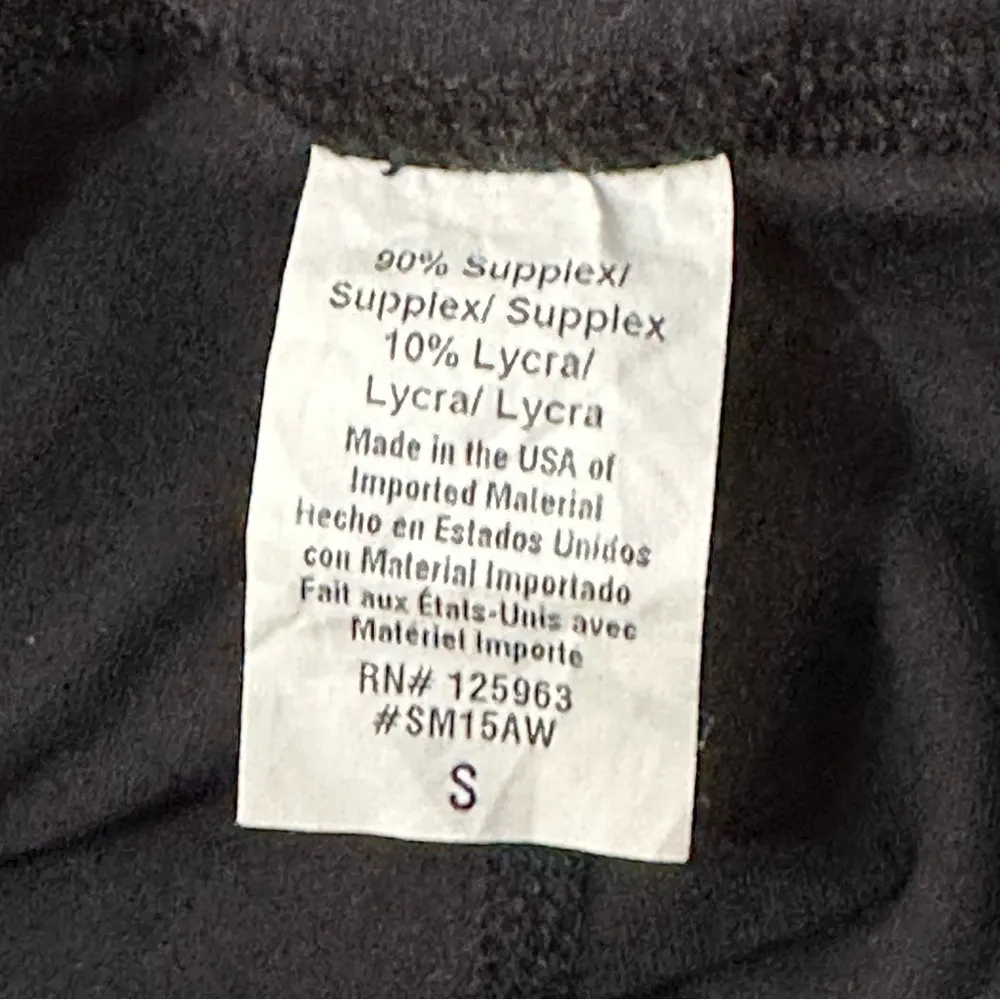 90% Supplex/
Supplex/ Supplex
10% Lycra/
Lycra/ Lycra
Made in the USA of
Imported Material
Hecho en Estados Unidos
con Material Importado
Fait aux États-Unis avec
Matériel Importé
RN# 125963
#SM15AW
S